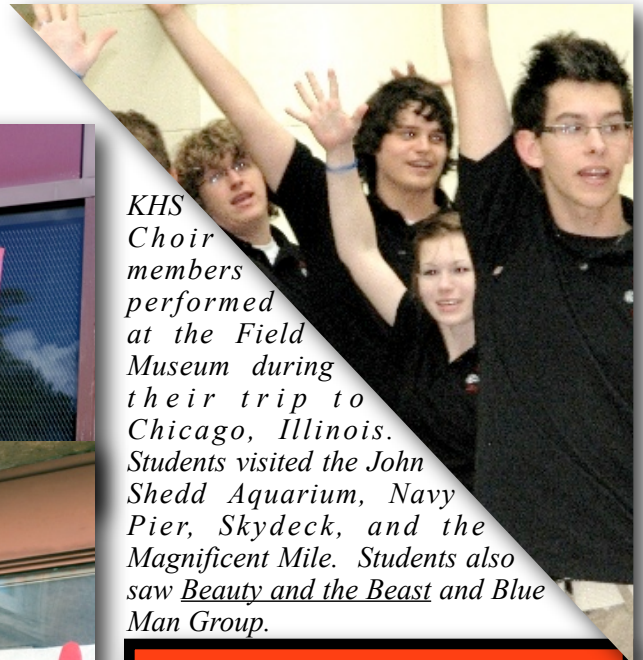 KHS
Choir
members
performed
at the Field
Museum during
their trip to
Chicago, Illinois.
Students visited the John
Shedd Aquarium, Navy
Pier, Skydeck, and the
Magnificent Mile. Students also
saw Beauty and the Beast and Blue
Man Group.